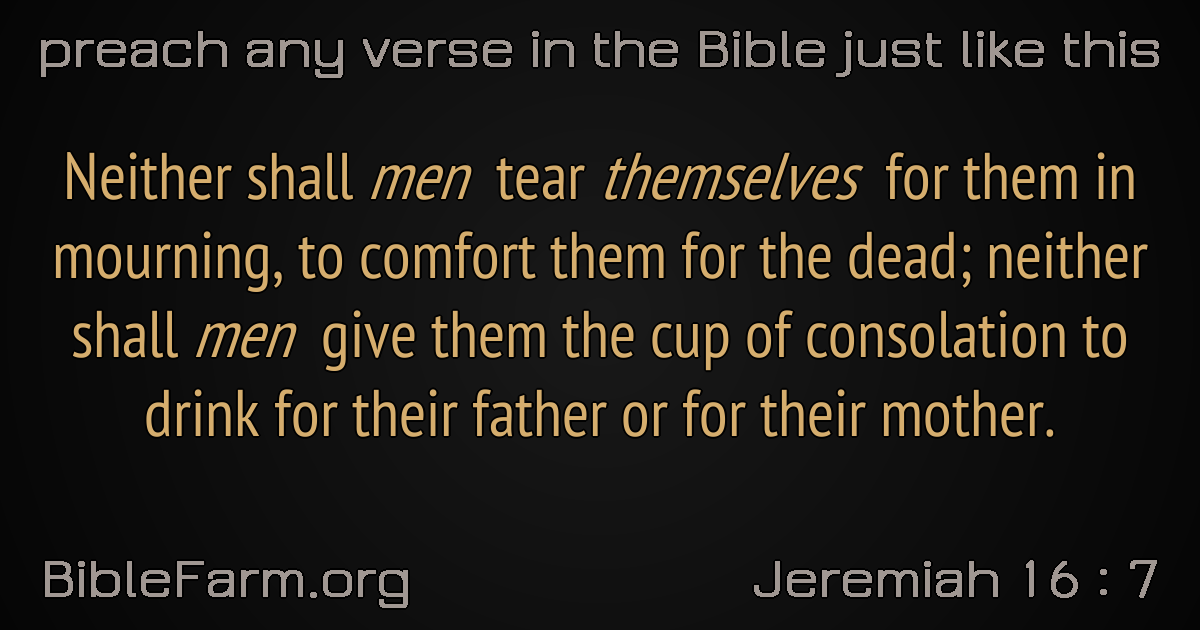 preach any verse in the Bible just like this
Neither shall men tear themselves for them in
mourning, to comfort them for the dead; neither
shall men give them the cup of consolation to
drink for their father or for their mother.
BibleFarm.org
Jeremiah 16 : 7